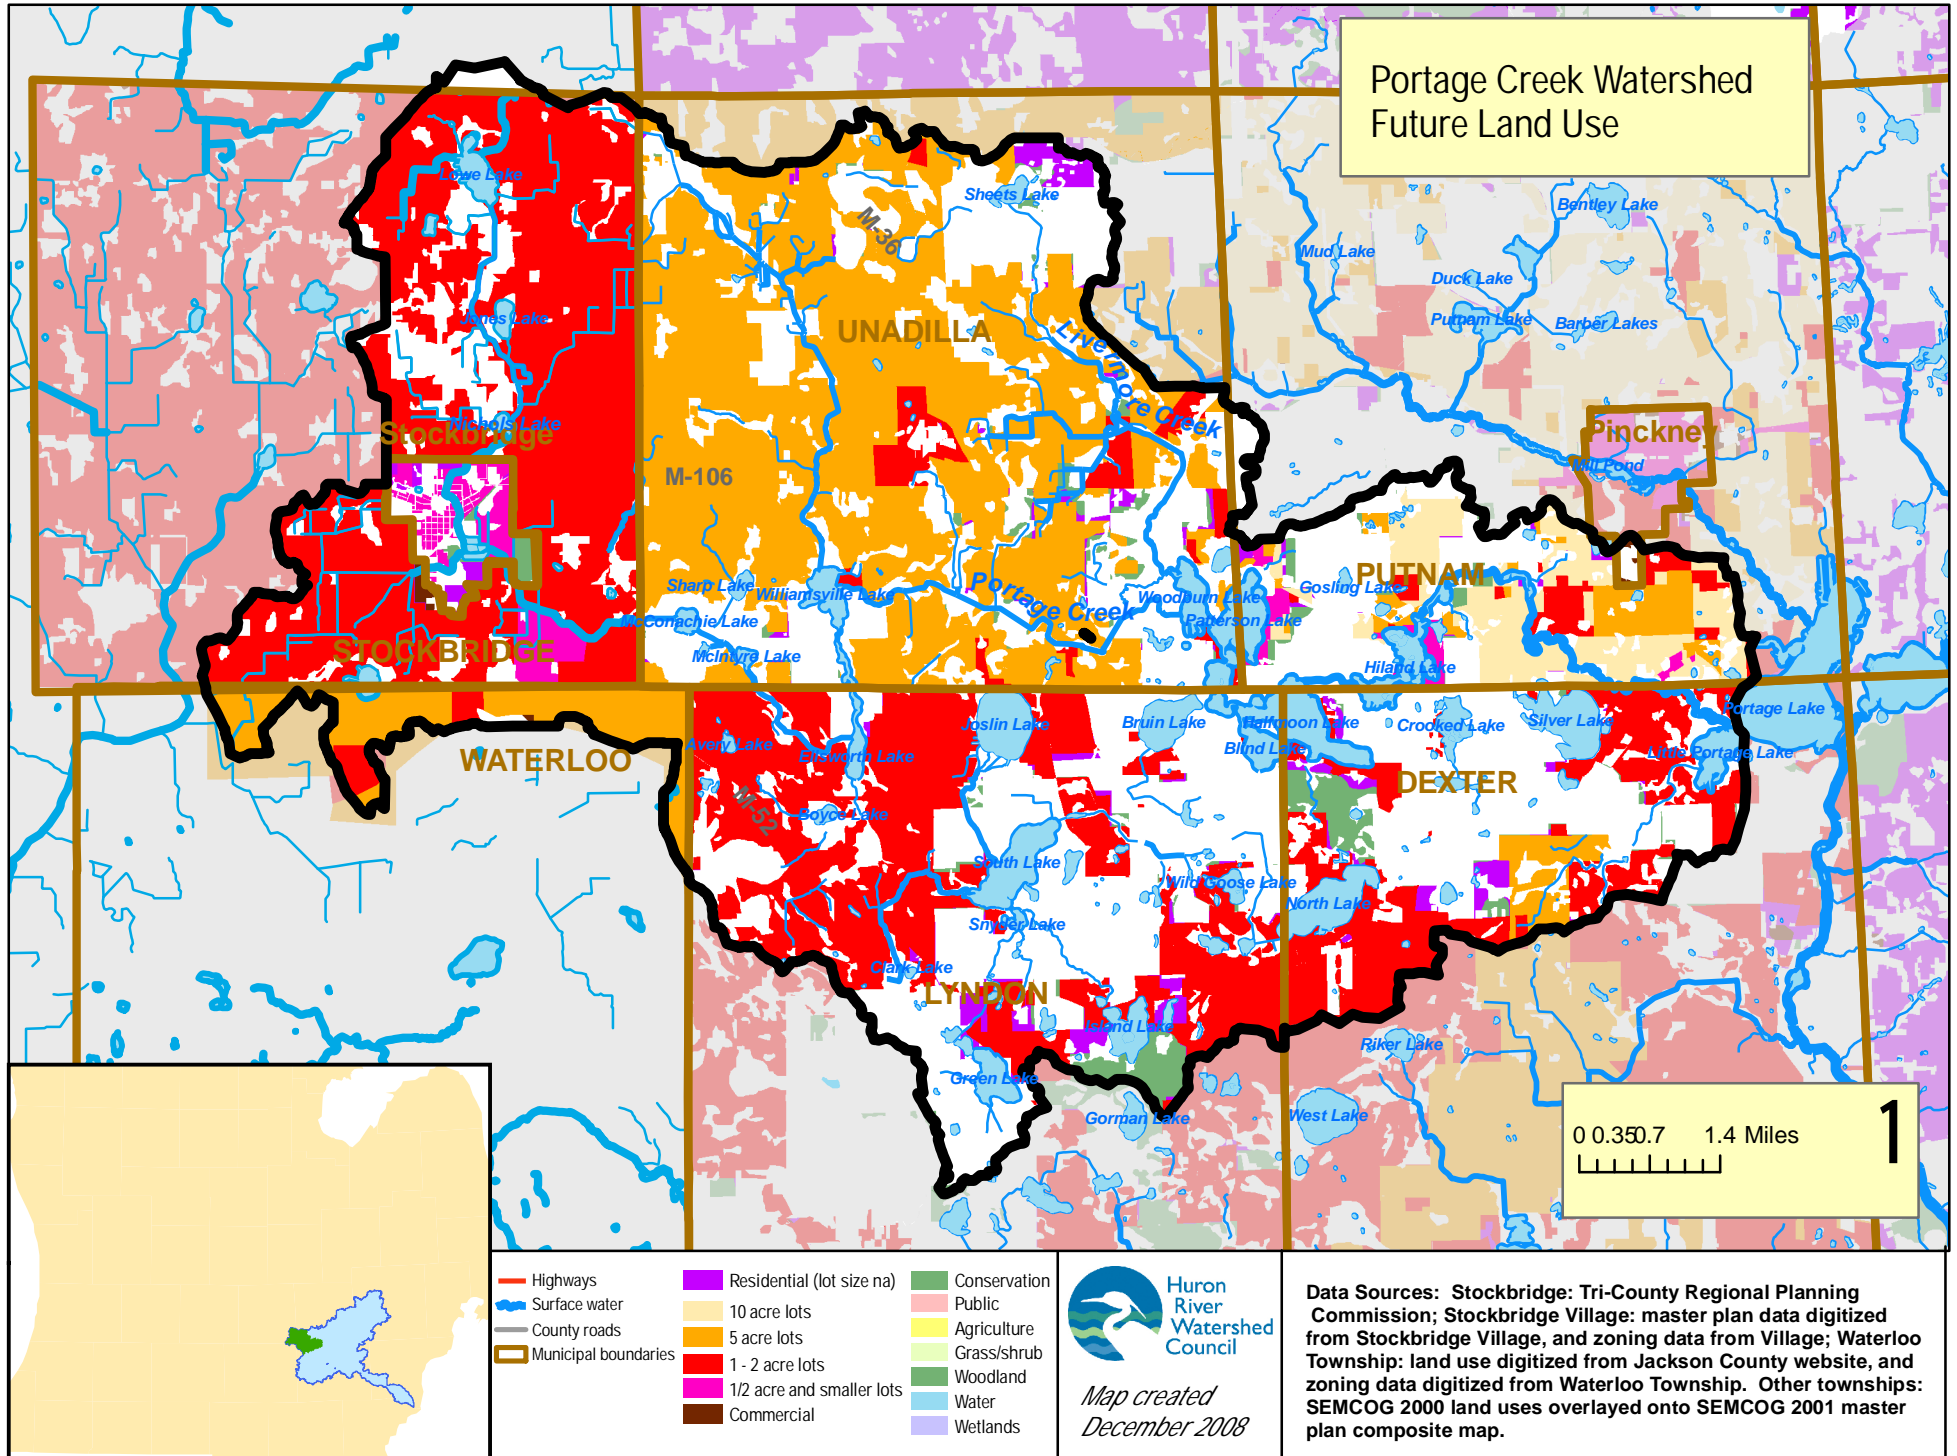 Portage Creek Watershed
Future Land Use
Lowe Lake
Sheets Lake
M-36
Bentley Lake
Mud Lake
Duck Lake
Jones Lake
UNADILLA
Putnam Lake
Barber Lakes
Livermore Creek
Nichols Lake
Stockbridge
Pinckney
Mill Pond
M-106
Sharp Lake
Williamsville Lake
Portage Creek
Woodburn Lake
Gosling Lake
PUTNAM
McConachie Lake
Patterson Lake
STOCKBRIDGE
McIntyre Lake
Hiland Lake
Joslin Lake
Bruin Lake
Halfmoon Lake
Crooked Lake
Silver Lake
Portage Lake
Avery Lake
Ellsworth Lake
Blind Lake
Little Portage Lake
WATERLOO
DEXTER
M-52
Boyce Lake
South Lake
Wild Goose Lake
North Lake
Snyder Lake
Clark Lake
LYNDON
Island Lake
Riker Lake
Green Lake
Gorman Lake
West Lake
0 0.35 0.7 1.4 Miles
1
Highways
Surface water
County roads
Municipal boundaries
Residential (lot size na)
10 acre lots
5 acre lots
1 - 2 acre lots
1/2 acre and smaller lots
Commercial
Conservation
Public
Agriculture
Grass/shrub
Woodland
Water
Wetlands
Huron
River
Watershed
Council
Map created
December 2008
Data Sources: Stockbridge: Tri-County Regional Planning
Commission; Stockbridge Village: master plan data digitized
from Stockbridge Village, and zoning data from Village; Waterloo
Township: land use digitized from Jackson County website, and
zoning data digitized from Waterloo Township. Other townships:
SEMCOG 2000 land uses overlayed onto SEMCOG 2001 master
plan composite map.